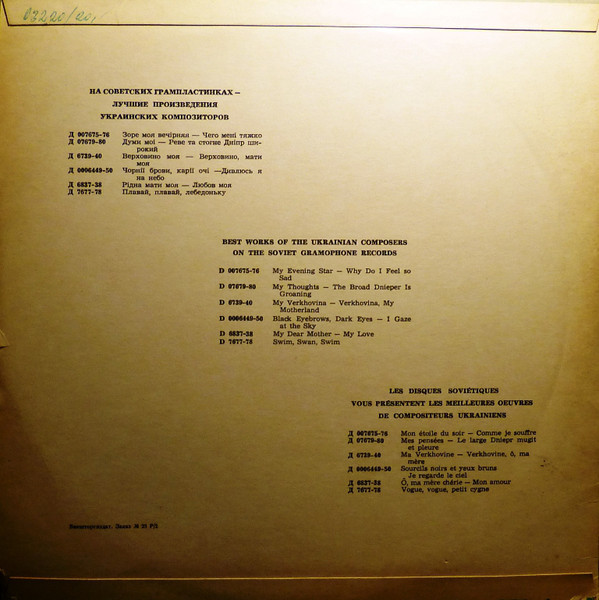 03220/20,
НА СОВЕТСКИХ ГРАМПЛАСТИНКАХ —
ЛУЧШИЕ ПРОИЗВЕДЕНИЯ
УКРАИНСКИХ КОМПОЗИТОРОВ
Д 007675-76 Зоре моя вечірняя — Чего мені тяжко
Д 07679-80 Думи мої — Реве та стогне Дніпр ши-
рокий
Д 6739-40 Верховино моя — Верховино, мати
моя
Д 0006449-50 Чорнії брови, карії очі —Дивлюсь я
на небо
Д 6837-38 Рідна мати моя — Любов моя
Д 7677-78 Плавай, плавай, лебедоньку
BEST WORKS OF THE UKRAINIAN COMPOSERS
ON THE SOVIET GRAMOPHONE RECORDS
D 007675-76 My Evening Star — Why Do I Feel so
Sad
D 07679-80 My Thoughts — The Broad Dnieper Is
Groaning
D 6739-40 My Verkhovina — Verkhovina, My
Motherland
D 0006449-50 Black Eyebrows, Dark Eyes — I Gaze
at the Sky
D 6837-38 My Dear Mother — My Love
D 7677-78 Swim, Swan, Swim
LES DISQUES SOVIÉTIQUES
VOUS PRÉSENTENT LES MEILLEURES OEUVRES
DE COMPOSITEURS UKRAINIENS
Д 007675-76 Mon étoile du soir — Comme je souffre
Д 07679-80 Mes pensées — Le large Dniepr mugit
et pleure
Д 6739-40 Ma Verkhovine — Verkhovine, ô, ma
mère
Д 0006449-50 Sourcils noirs et yeux bruns
Je regarde le ciel
Д 6837-38 Ô, ma mère chérie — Mon amour
Д 7677-78 Vogue, vogue, petit cygne